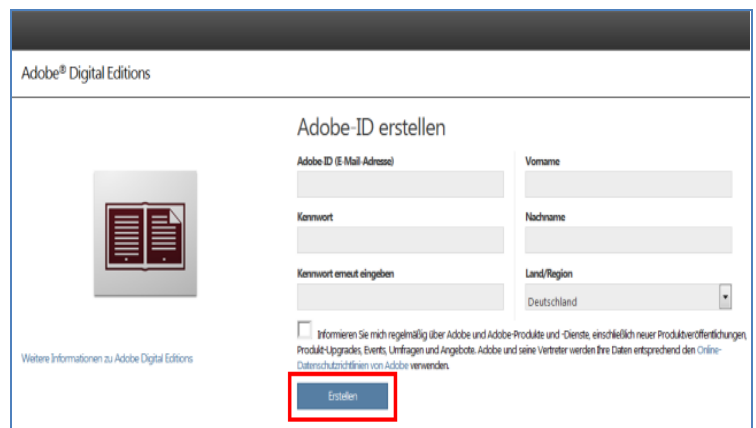 Adobe® Digital Editions
Adobe-ID erstellen
Adobe-ID (E-Mail-Adresse)
Vorname
Kennwort
Nachname
Kennwort erneut eingeben
Land/Region
Deutschland
Informieren Sie mich regelmäßig über Adobe und Adobe-Produkte und -Dienste, einschließlich neuer Produktveröffentlichungen,
Produkt-Upgrades, Events, Umfragen und Angebote. Adobe und seine Vertreter werden Ihre Daten entsprechend den Online-
Datenschutzrichtlinien von Adobe verwenden.
Weitere Informationen zu Adobe Digital Editions
Erstellen